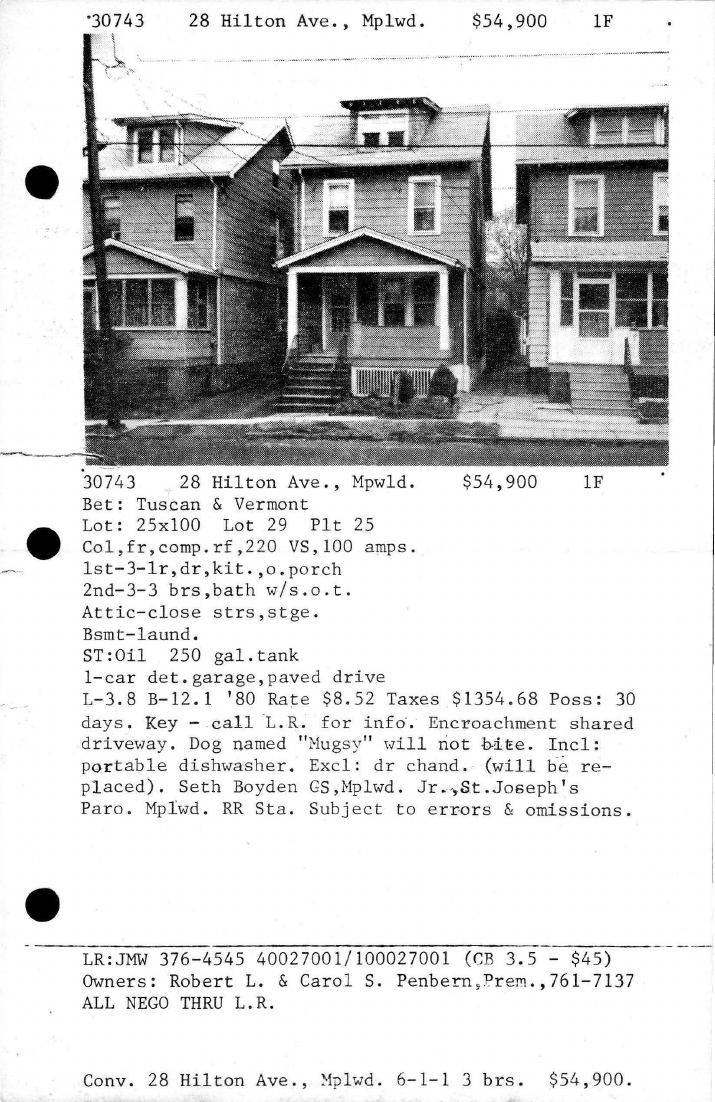 30743 28 Hilton Ave., Mplwd. $54,900 1F
30743 28 Hilton Ave., Mpwld. $54,900 1F
Bet: Tuscan & Vermont
Lot: 25x100 Lot 29 Plt 25
Col,fr,comp.rf,220 VS,100 amps.
1st-3-lr,dr,kit.,o.porch
2nd-3-3 brs,bath w/s.o.t.
Attic-close strs,stge.
Bsmt-laund.
ST:Oil 250 gal.tank
1-car det.garage,paved drive
L-3.8 B-12.1 '80 Rate $8.52 Taxes $1354.68 Poss: 30
days. Key - call L.R. for info. Encroachment shared
driveway. Dog named "Mugsy" will not bite. Incl:
portable dishwasher. Excl: dr chand. (will be re-
placed). Seth Boyden GS,Mplwd. Jr.,St.Joseph's
Paro. Mplwd. RR Sta. Subject to errors & omissions.
LR:JMW 376-4545 40027001/100027001 (CB 3.5 - $45)
Owners: Robert L. & Carol S. Penbern,Prem.,761-7137
ALL NEGO THRU L.R.
Conv. 28 Hilton Ave., Mplwd. 6-1-1 3 brs. $54,900.